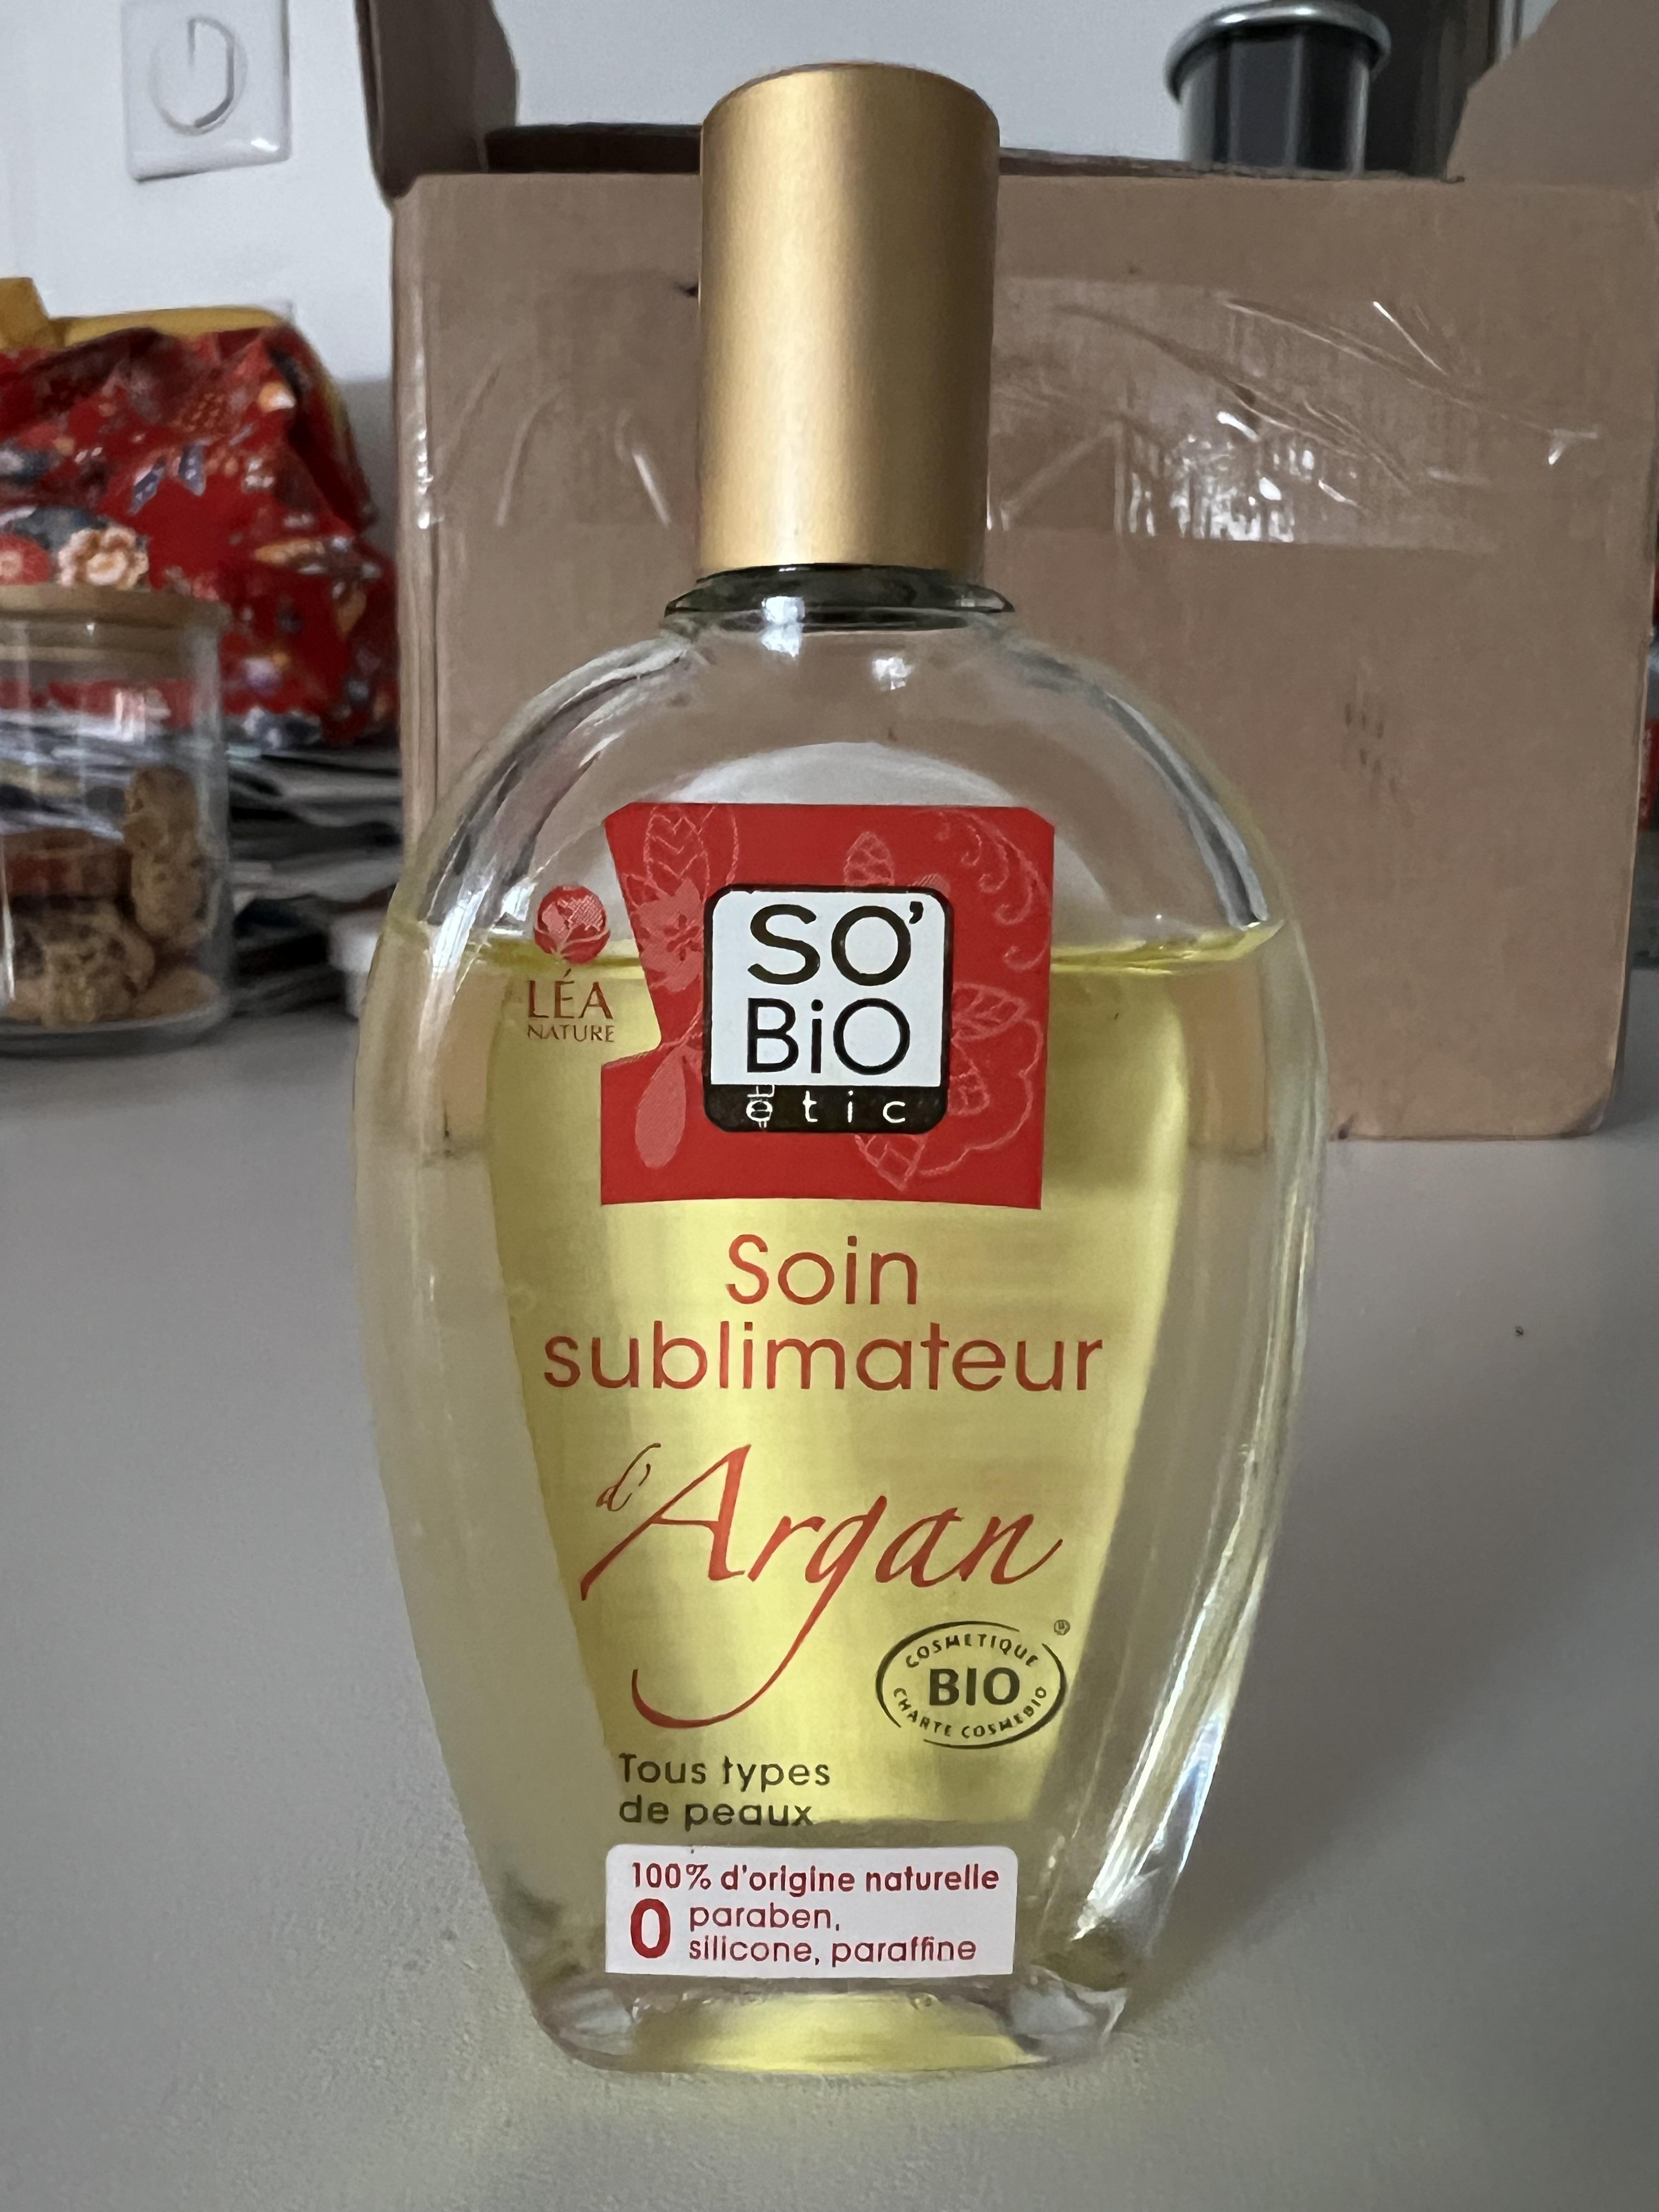 SO'
BiO
étic
LÉA
NATURE
Soin
sublimateur
d'Argan
COSMETIQUE
BIO
CHARTE COSMEBIO
®
Tous types
de peaux
100% d'origine naturelle
0 paraben,
silicone, paraffine